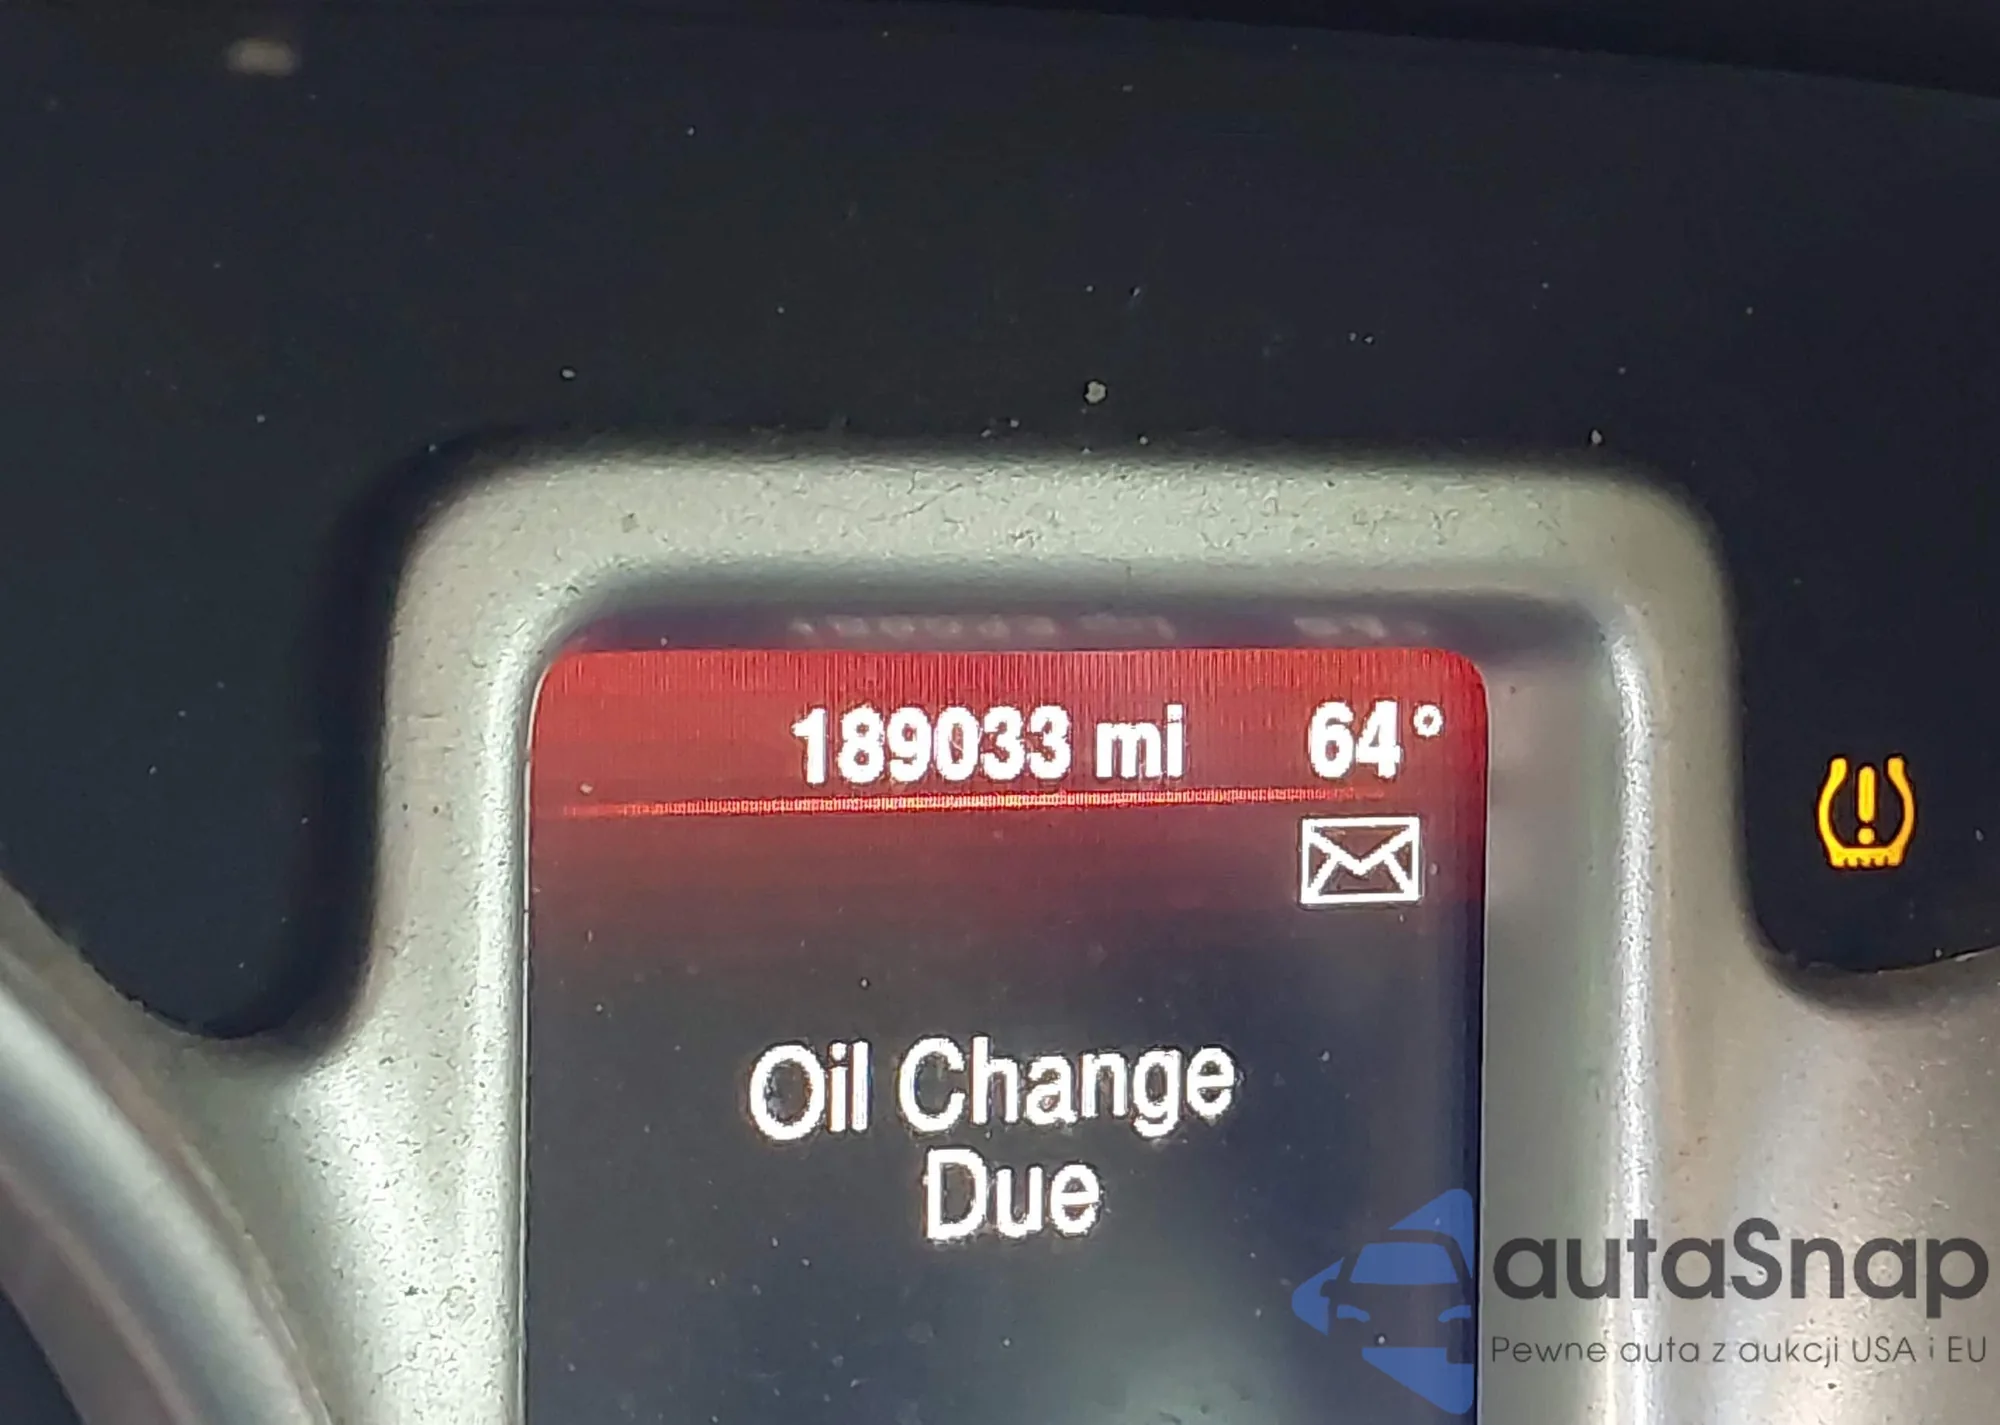 189033 mi 64°
Oil Change
Due
autaSnap
Pewne auta z aukcji USA i EU